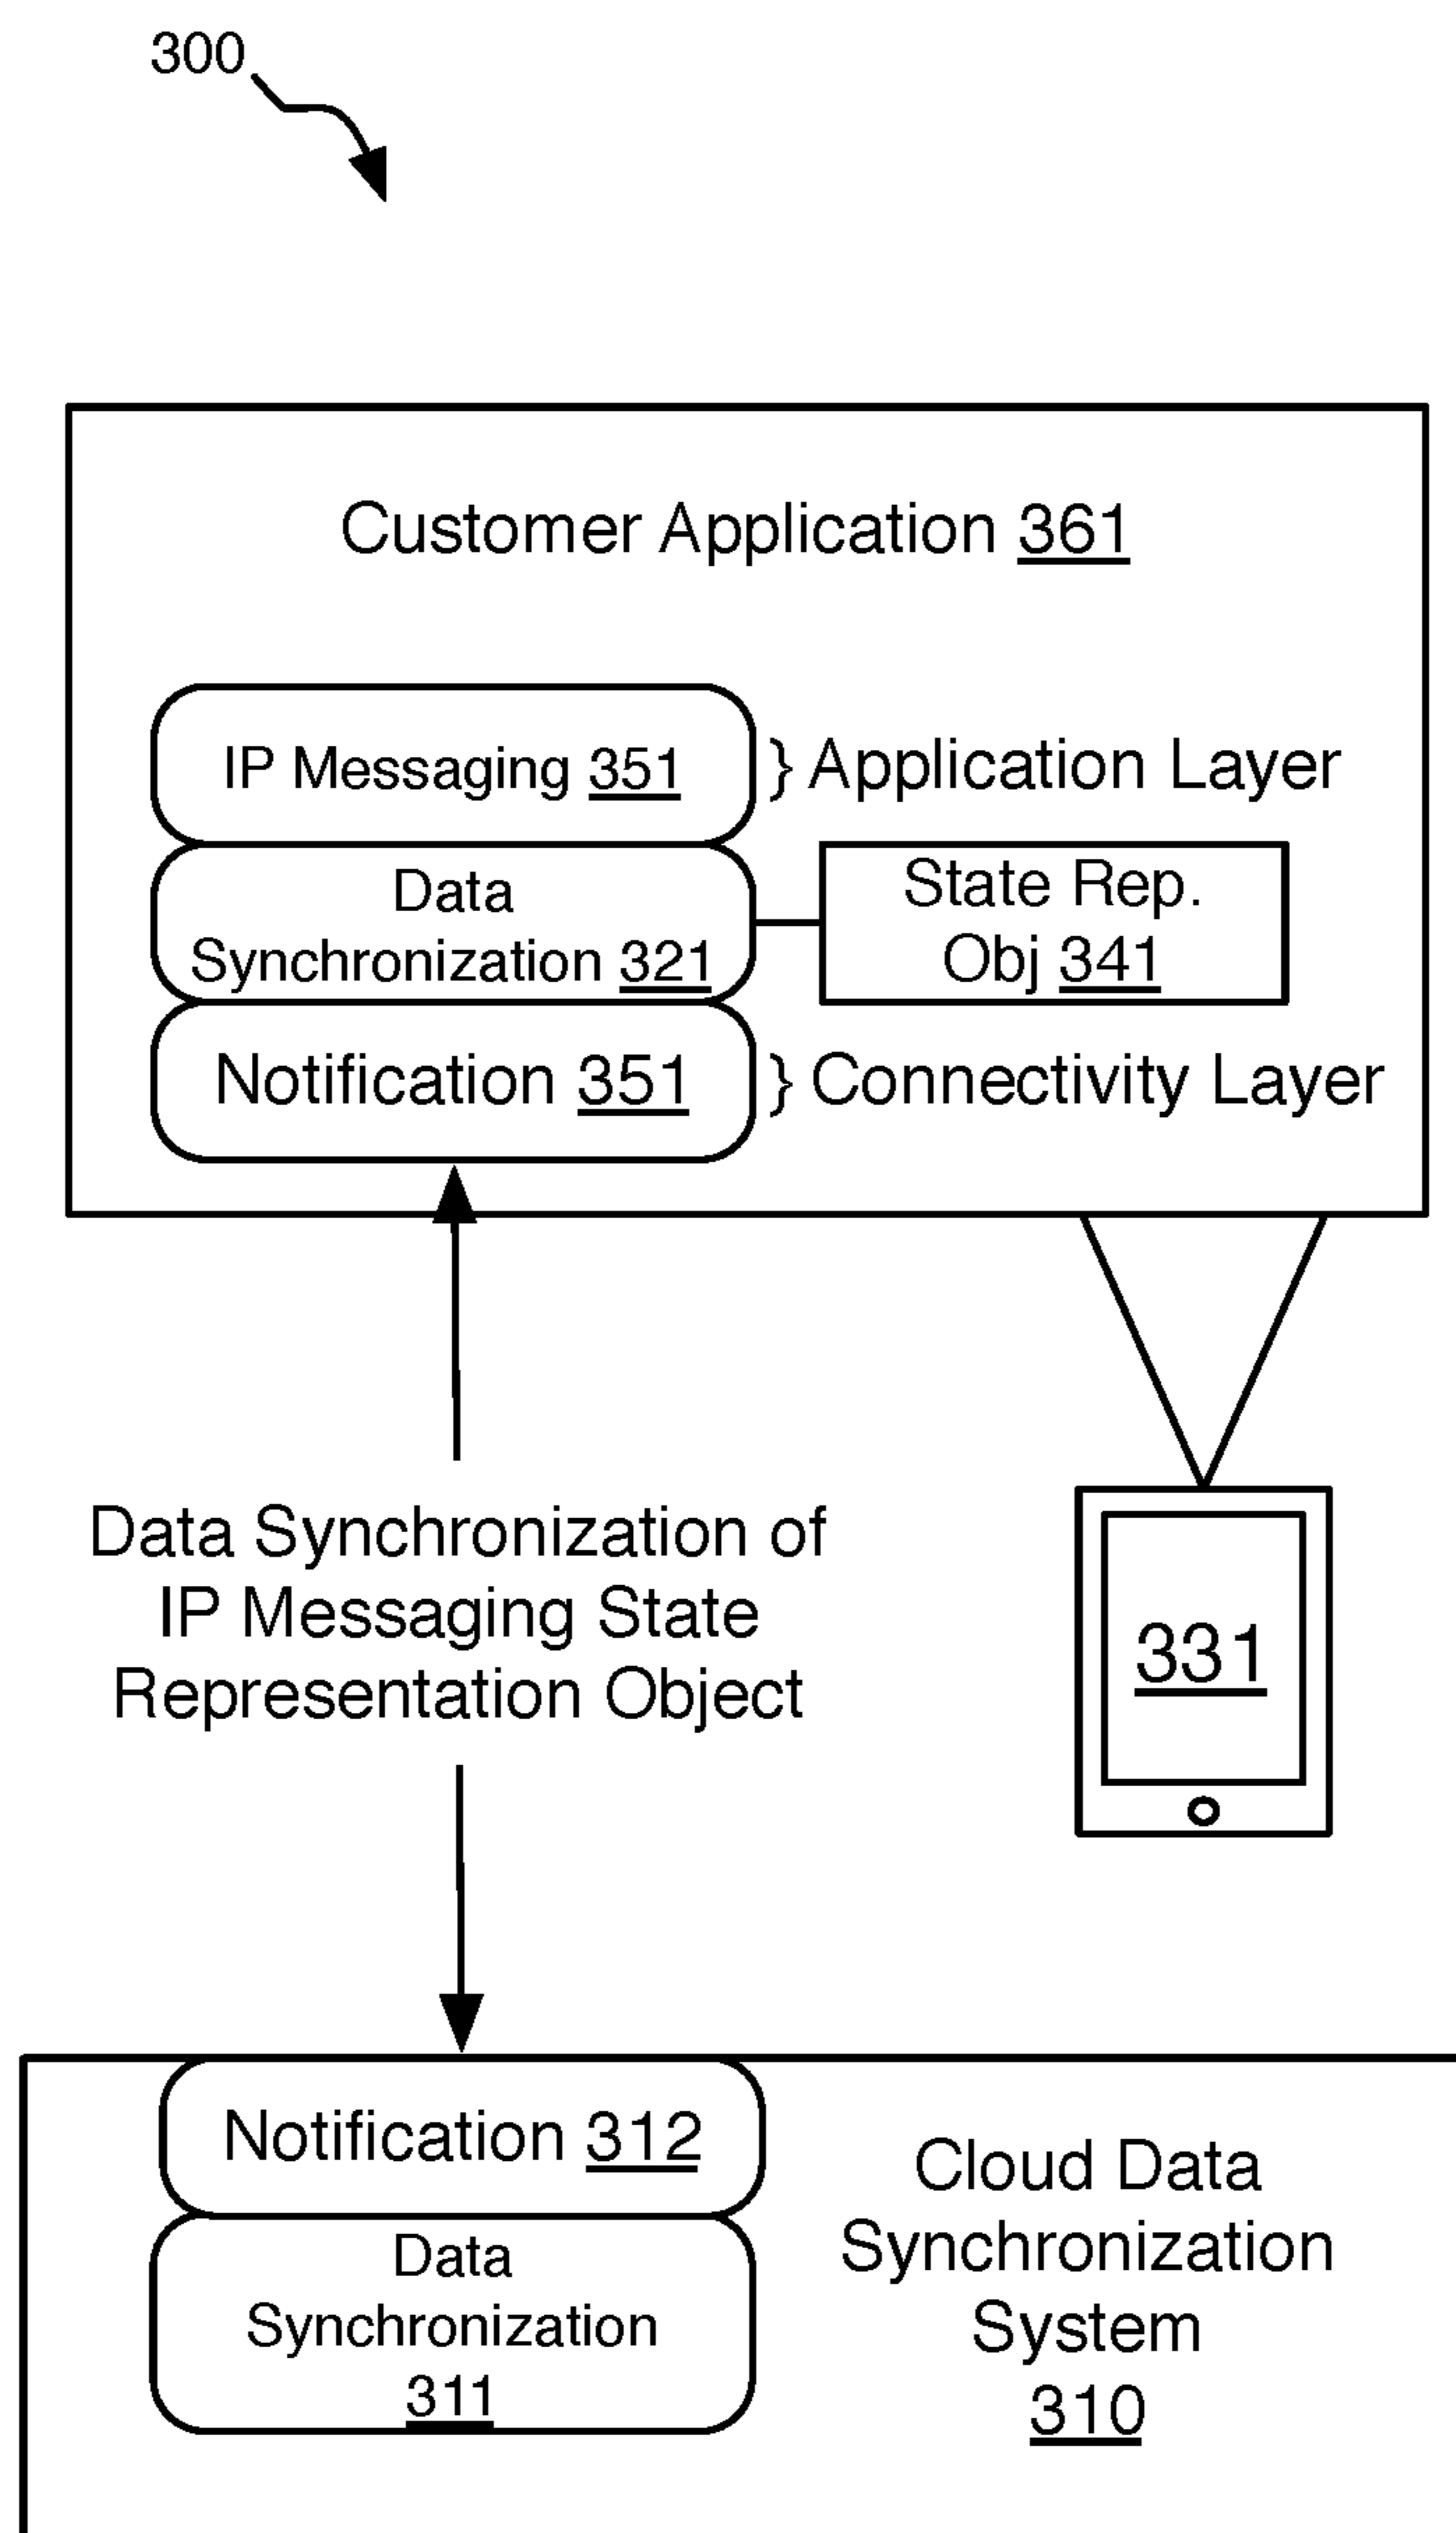 300
Customer Application 361
IP Messaging 351
} Application Layer
Data
Synchronization 321
State Rep.
Obj 341
Notification 351
} Connectivity Layer
Data Synchronization of
IP Messaging State
Representation Object
331
Notification 312
Data
Synchronization
311
Cloud Data
Synchronization
System
310